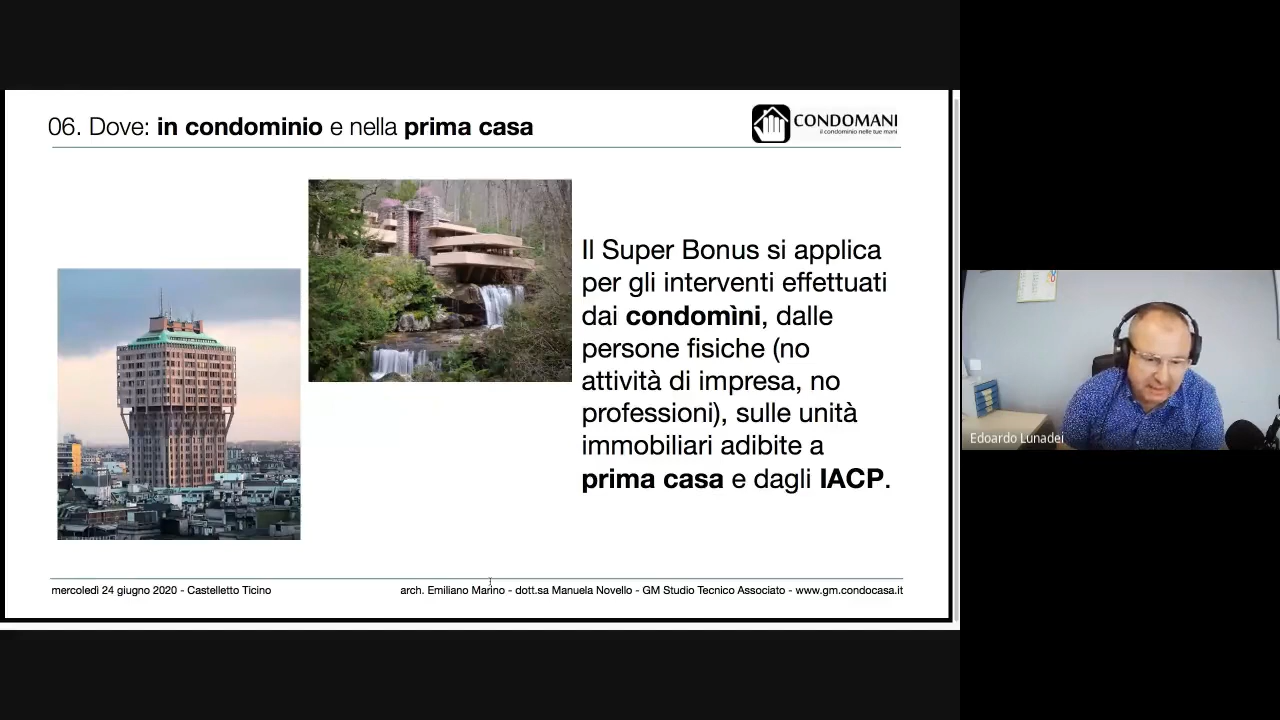 06. Dove: in condominio e nella prima casa
CONDOMANI
il condominio nelle tue mani
Il Super Bonus si applica
per gli interventi effettuati
dai condomìni, dalle
persone fisiche (no
attività di impresa, no
professioni), sulle unità
immobiliari adibite a
prima casa e dagli IACP.
mercoledì 24 giugno 2020 - Castelletto Ticino
arch. Emiliano Marino - dott.sa Manuela Novello - GM Studio Tecnico Associato - www.gm.condocasa.it
Edoardo Lunadei